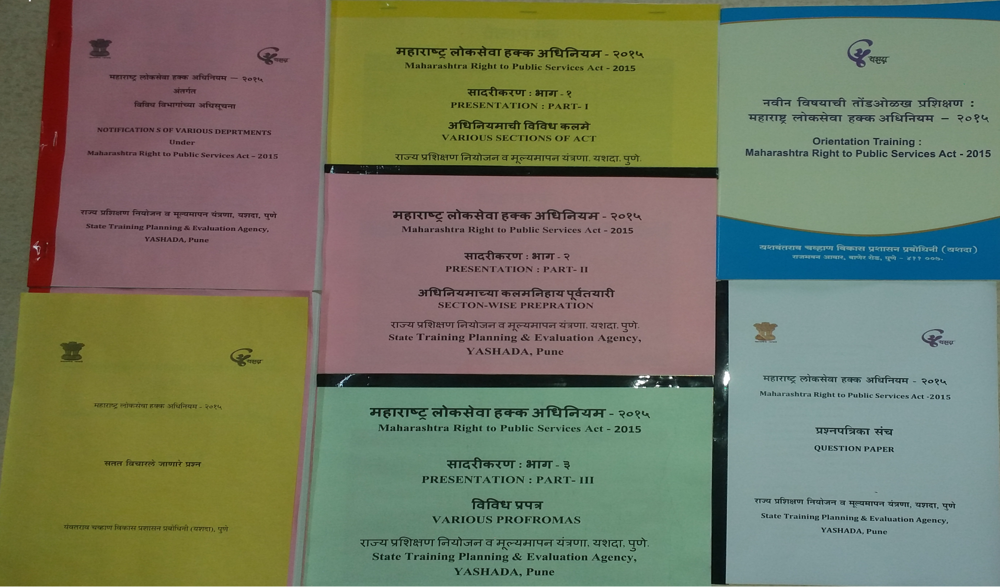 यशदा
महाराष्ट्र लोकसेवा हक्क अधिनियम – २०१५
अंतर्गत
विविध विभागांच्या अधिसूचना
NOTIFICATION S OF VARIOUS DEPRTMENTS
Under
Maharashtra Right to Public Services Act – 2015
राज्य प्रशिक्षण नियोजन व मूल्यमापन यंत्रणा, यशदा, पुणे
State Training Planning & Evaluation Agency,
YASHADA, Pune
महाराष्ट्र लोकसेवा हक्क अधिनियम - २०१५
Maharashtra Right to Public Services Act - 2015
सादरीकरण : भाग - १
PRESENTATION : PART- I
अधिनियमाची विविध कलमे
VARIOUS SECTIONS OF ACT
राज्य प्रशिक्षण नियोजन व मूल्यमापन यंत्रणा, यशदा, पुणे.
यशदा
नवीन विषयाची तोंडओळख प्रशिक्षण :
महाराष्ट्र लोकसेवा हक्क अधिनियम – २०१५
Orientation Training :
Maharashtra Right to Public Services Act - 2015
यशवंतराव चव्हाण विकास प्रशासन प्रबोधिनी (यशदा)
राजभवन आवार, बाणेर रोड, पुणे - ४११ ००७.
महाराष्ट्र लोकसेवा हक्क अधिनियम - २०१५
Maharashtra Right to Public Services Act - 2015
सादरीकरण : भाग - २
PRESENTATION : PART- II
अधिनियमाच्या कलमनिहाय पूर्वतयारी
SECTON-WISE PREPRATION
राज्य प्रशिक्षण नियोजन व मूल्यमापन यंत्रणा, यशदा, पुणे.
State Training Planning & Evaluation Agency,
YASHADA, Pune
यशदा
महाराष्ट्र लोकसेवा हक्क अधिनियम - २०१५
सतत विचारले जाणारे प्रश्न
यंवतराव चव्हाण विकास प्रशासन प्रबोधिनी (यशदा), पुणे
महाराष्ट्र लोकसेवा हक्क अधिनियम - २०१५
Maharashtra Right to Public Services Act - 2015
सादरीकरण : भाग - ३
PRESENTATION : PART- III
विविध प्रपत्र
VARIOUS PROFROMAS
राज्य प्रशिक्षण नियोजन व मूल्यमापन यंत्रणा, यशदा, पुणे.
State Training Planning & Evaluation Agency,
YASHADA, Pune
यशदा
महाराष्ट्र लोकसेवा हक्क अधिनियम - २०१५
Maharashtra Right to Public Services Act -2015
प्रश्नपत्रिका संच
QUESTION PAPER
राज्य प्रशिक्षण नियोजन व मूल्यमापन यंत्रणा, यशदा, पुणे
State Training Planning & Evaluation Agency,
YASHADA, Pune